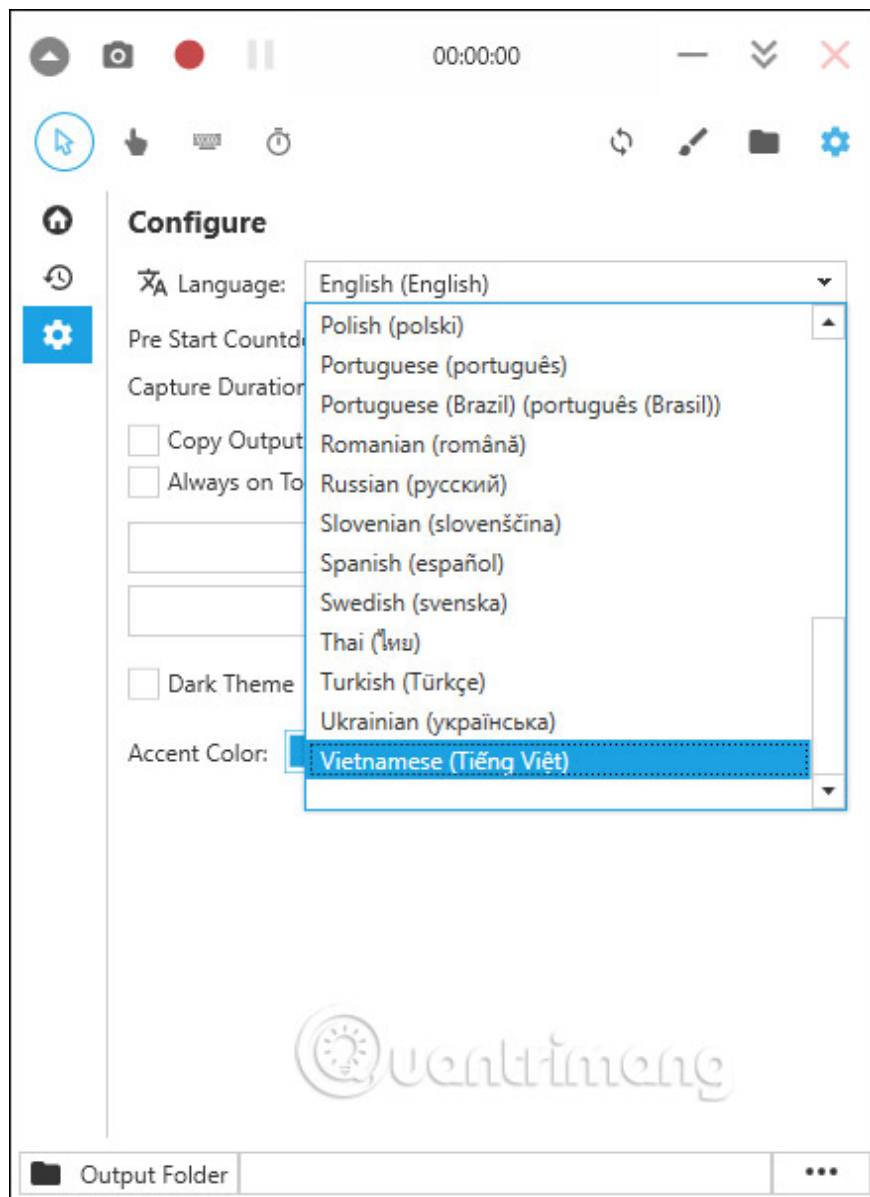 00:00:00
Configure
Language: English (English)
Polish (polski)
Pre Start Countd
Portuguese (português)
Capture Duration
Portuguese (Brazil) (português (Brasil))
Copy Output
Romanian (română)
Always on To
Russian (русский)
Slovenian (slovenščina)
Spanish (español)
Swedish (svenska)
Thai (ไทย)
Dark Theme
Turkish (Türkçe)
Ukrainian (українська)
Accent Color:
Vietnamese (Tiếng Việt)
Quantrimang
Output Folder